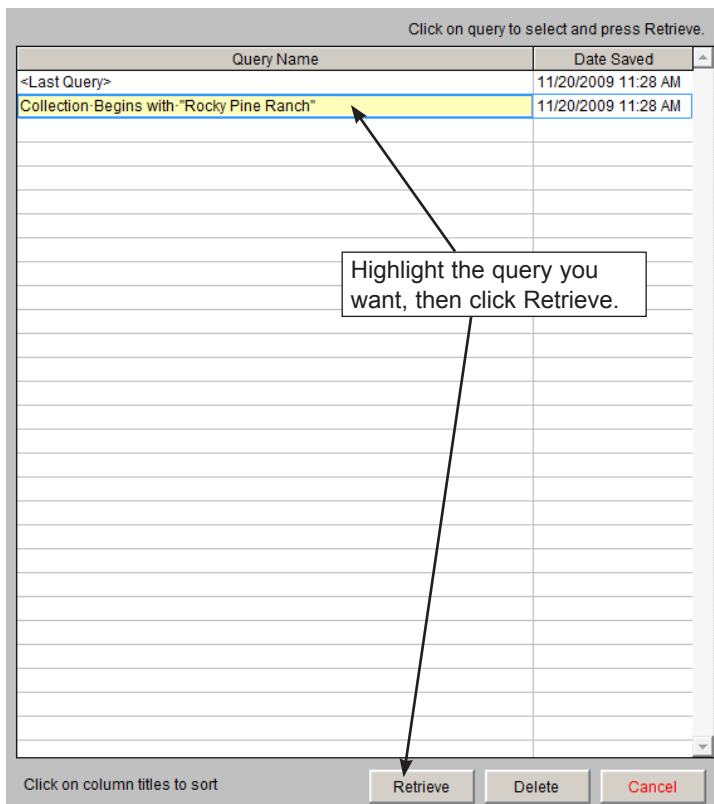 Click on query to select and press Retrieve.
Query Name Date Saved
<Last Query> 11/20/2009 11:28 AM
Collection-Begins with-"Rocky Pine Ranch" 11/20/2009 11:28 AM
Highlight the query you
want, then click Retrieve.
Click on column titles to sort Retrieve Delete Cancel